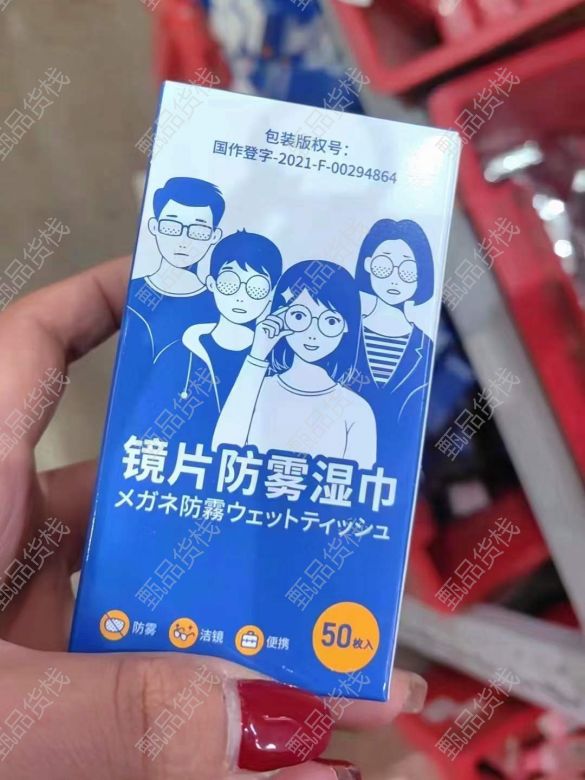 包装版权号：
国作登字-2021-F-00294864
镜片防雾湿巾
メガネ防霧ウェットティッシュ
防雾
洁镜
便携
50枚入
甄品货栈